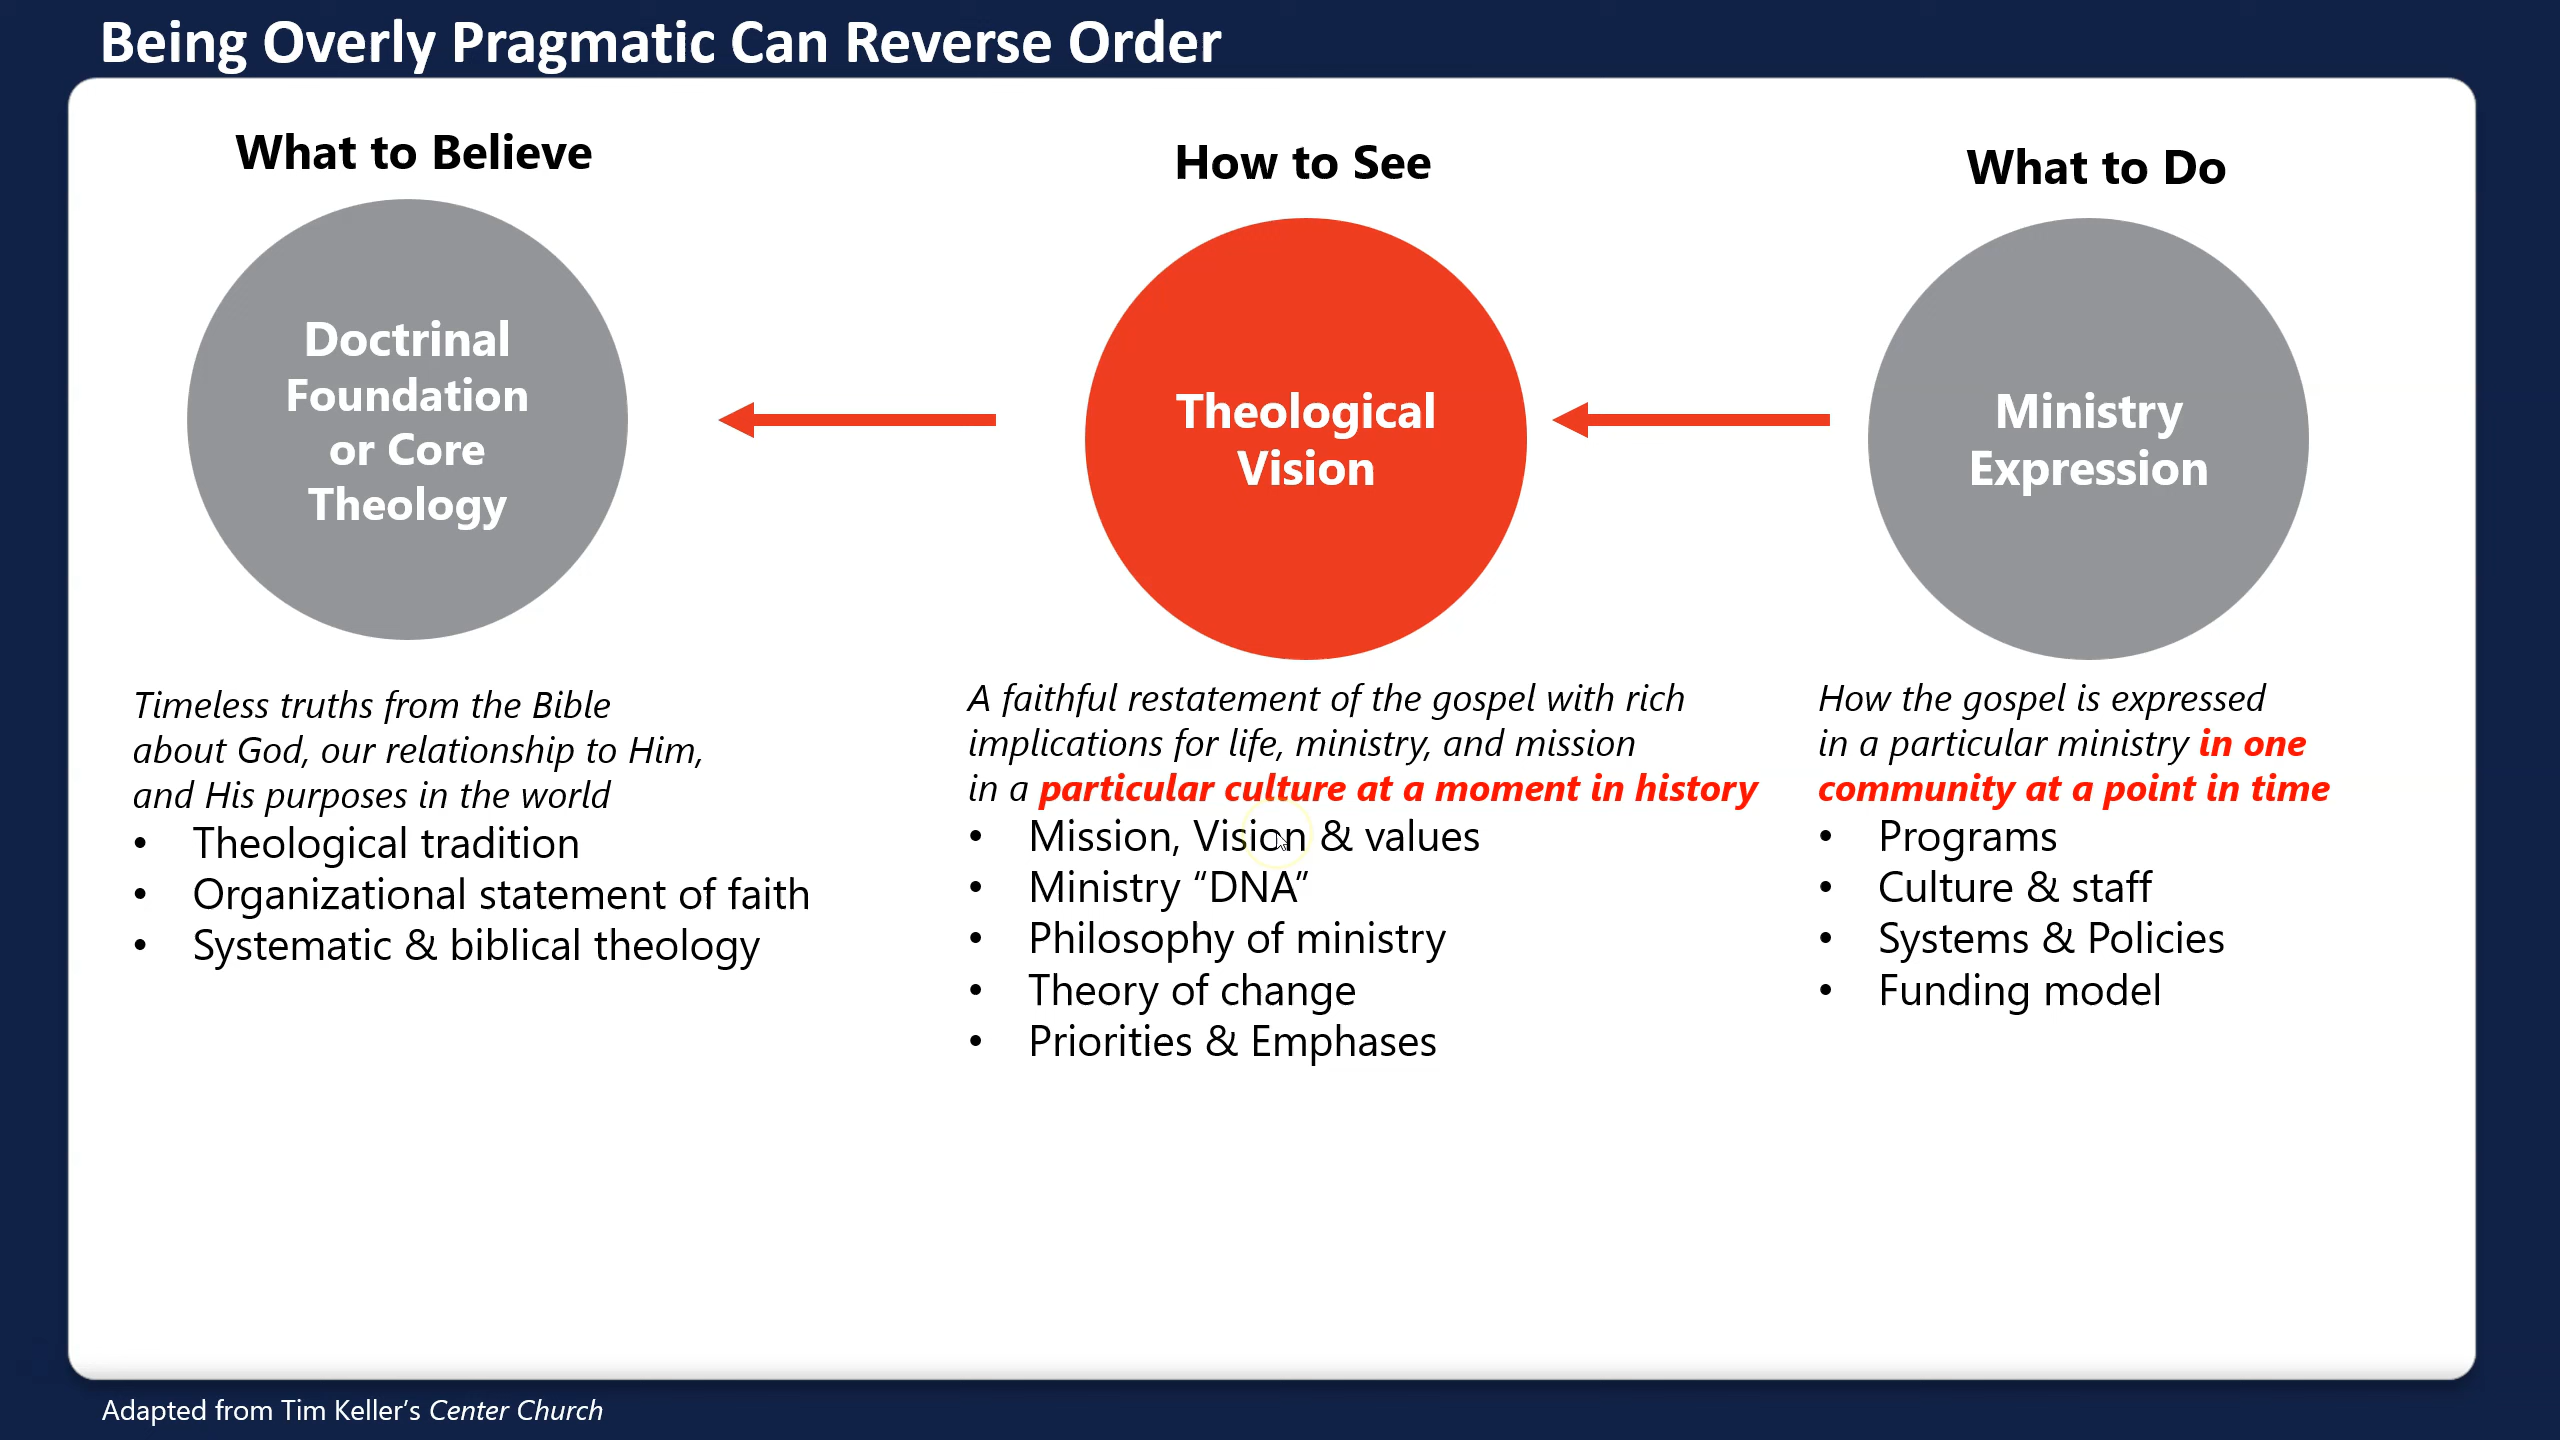 Being Overly Pragmatic Can Reverse Order
What to Believe
Doctrinal
Foundation
or Core
Theology
Timeless truths from the Bible
about God, our relationship to Him,
and His purposes in the world
• Theological tradition
• Organizational statement of faith
• Systematic & biblical theology
How to See
Theological
Vision
A faithful restatement of the gospel with rich
implications for life, ministry, and mission
in a particular culture at a moment in history
• Mission, Vision & values
• Ministry “DNA”
• Philosophy of ministry
• Theory of change
• Priorities & Emphases
What to Do
Ministry
Expression
How the gospel is expressed
in a particular ministry in one
community at a point in time
• Programs
• Culture & staff
• Systems & Policies
• Funding model
Adapted from Tim Keller’s Center Church